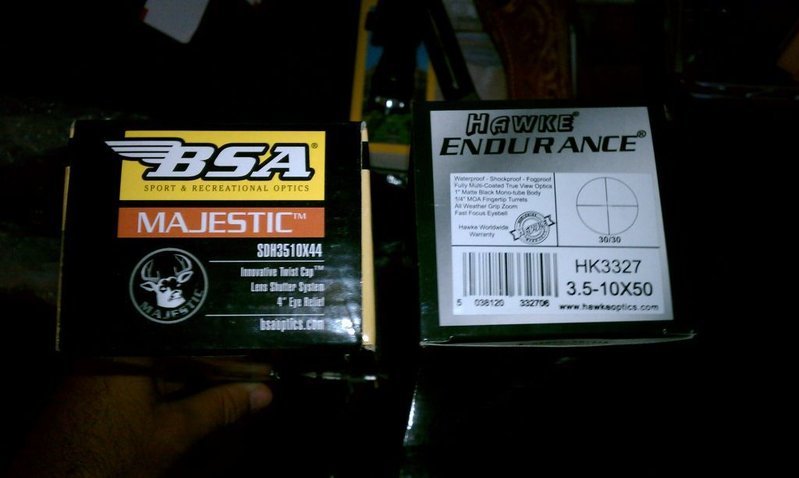 BSA®
SPORT & RECREATIONAL OPTICS
MAJESTIC™
SDH3510X44
Innovative Twist Cap™
Lens Shutter System
4" Eye Relief
bsaoptics.com
MAJESTIC
HAWKE®
ENDURANCE®
Waterproof - Shockproof - Fogproof
Fully Multi-Coated True View Optics
1" Matte Black Mono-tube Body
1/4" MOA Fingertip Turrets
All Weather Grip Zoom
Fast Focus Eyebell
Hawke Worldwide
Warranty
30/30
HK3327
3.5-10X50
5 038120 332706
www.hawkeoptics.com